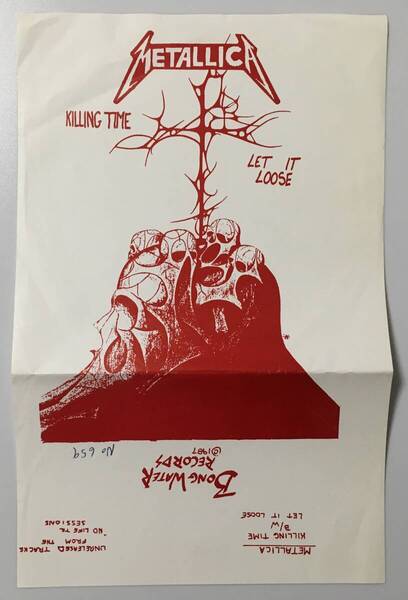 METALLICA
KILLING TIME
LET IT
LOOSE
BONG WATER
RECORDS
©1987
No 659
METALLICA
KILLING TIME
B/W
LET IT LOOSE
UNRELEASED TRACKS
FROM THE
"NO LIFE TIL
SESSIONS